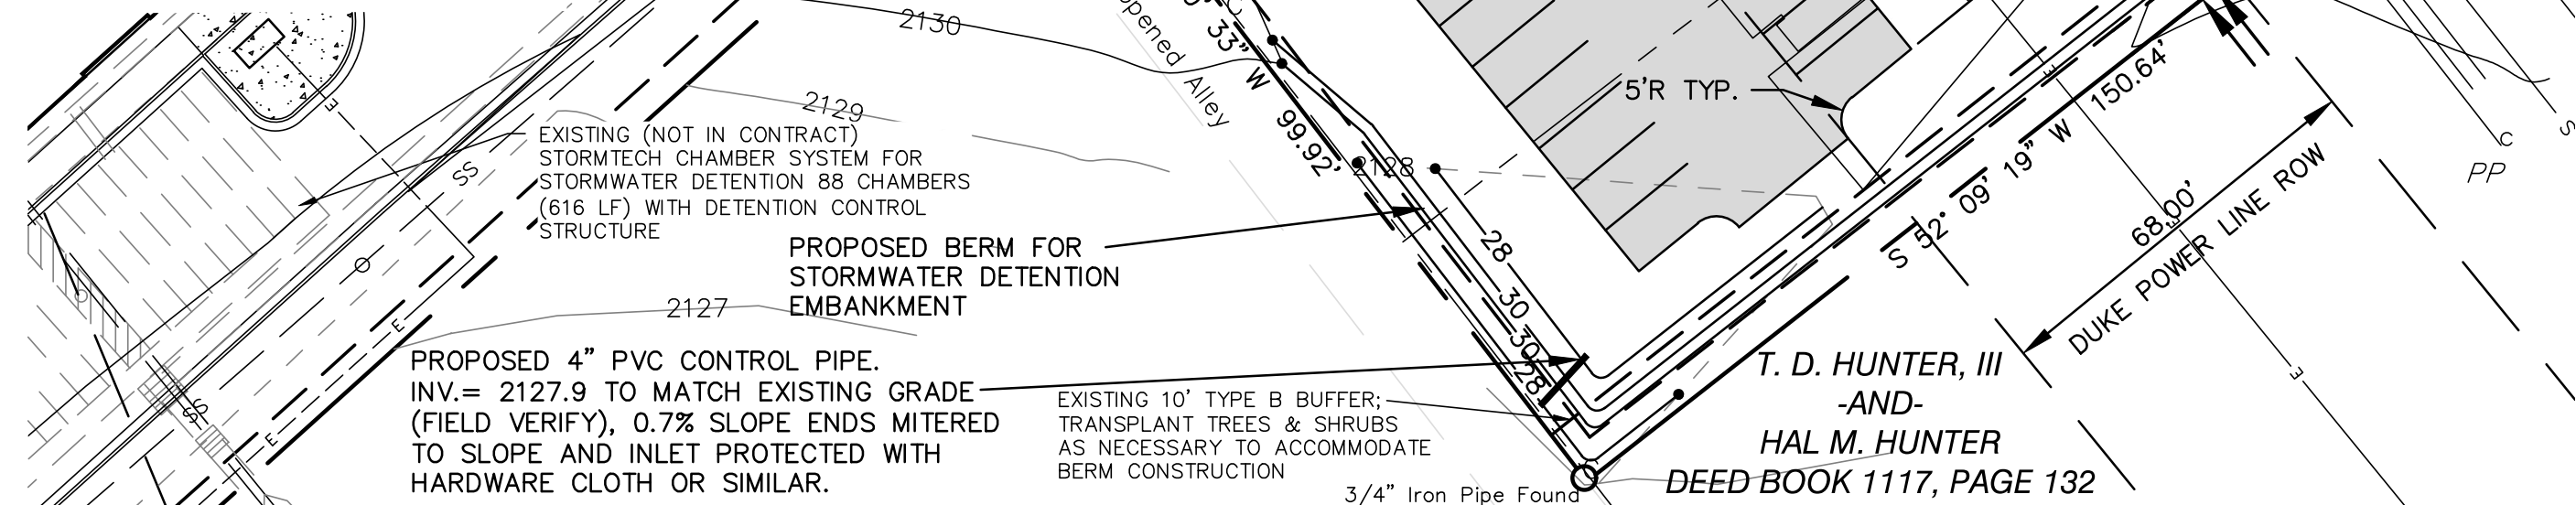 2130
2129
EXISTING (NOT IN CONTRACT)
STORMTECH CHAMBER SYSTEM FOR
STORMWATER DETENTION 88 CHAMBERS
(616 LF) WITH DETENTION CONTROL
STRUCTURE
E
SS
PROPOSED BERM FOR
STORMWATER DETENTION
EMBANKMENT
2127
E
PROPOSED 4" PVC CONTROL PIPE.
INV.= 2127.9 TO MATCH EXISTING GRADE
(FIELD VERIFY), 0.7% SLOPE ENDS MITERED
TO SLOPE AND INLET PROTECTED WITH
HARDWARE CLOTH OR SIMILAR.
SS
E
EXISTING 10' TYPE B BUFFER;
TRANSPLANT TREES & SHRUBS
AS NECESSARY TO ACCOMMODATE
BERM CONSTRUCTION
3/4" Iron Pipe Found
Alley
33" W 99.92'
2128
28
30
30
28
5'R TYP.
S 52° 09' 19" W 150.64'
68.00'
DUKE POWER LINE ROW
T. D. HUNTER, III
-AND-
HAL M. HUNTER
DEED BOOK 1117, PAGE 132
E
E
C
PP
S